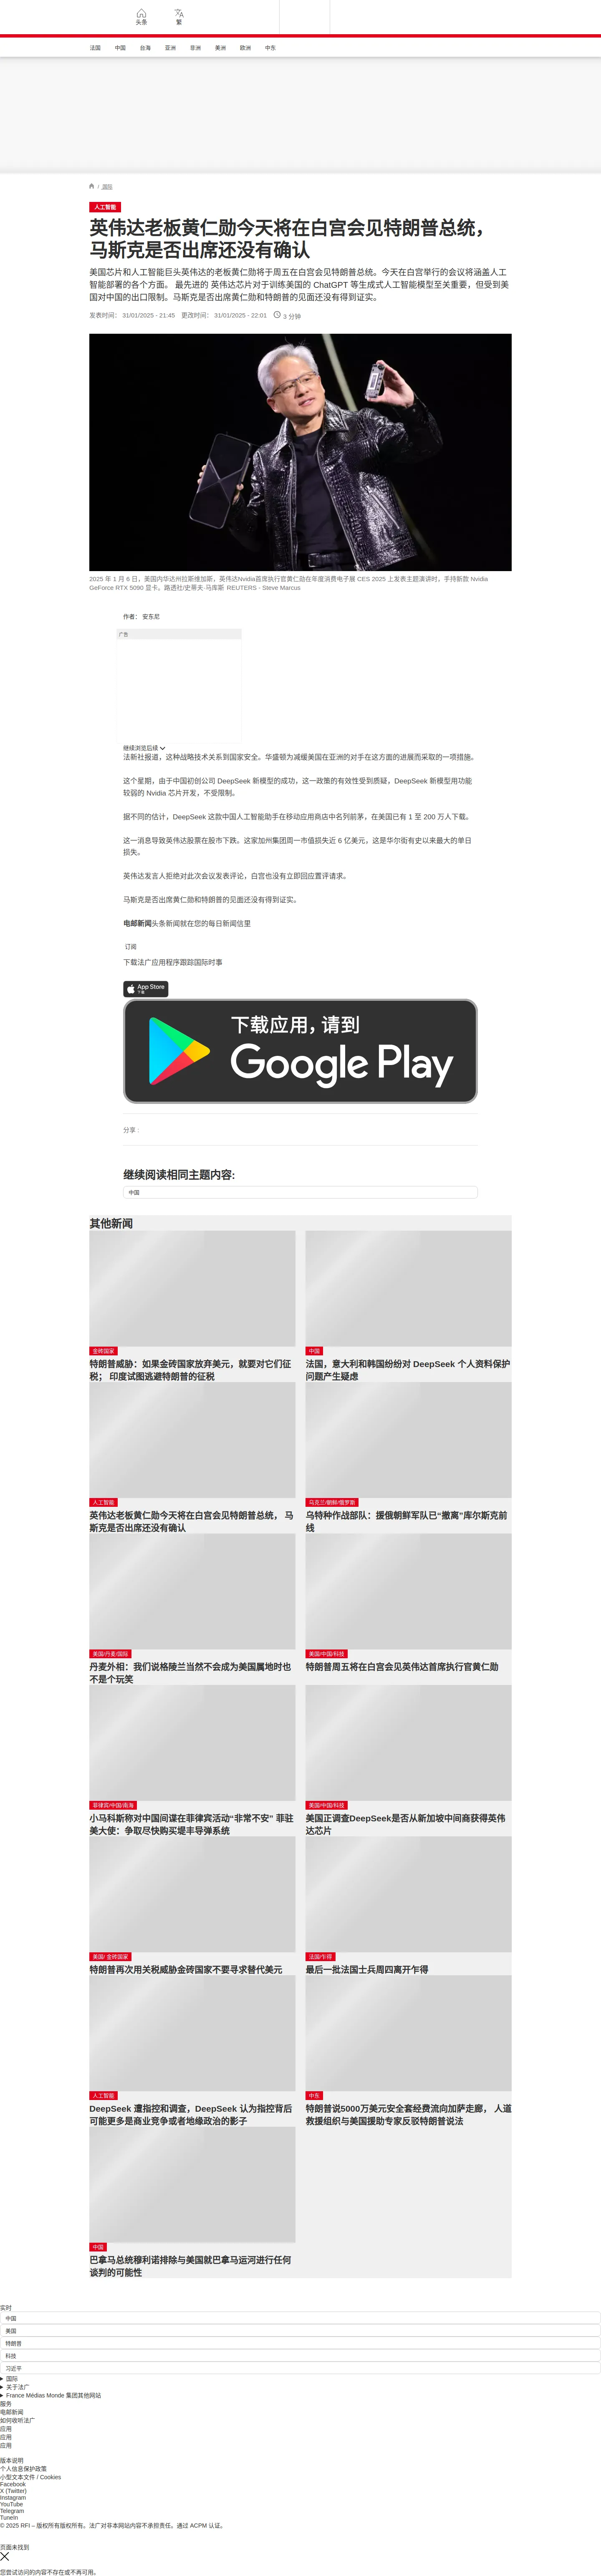 头条
繁
法国
中国
台海
亚洲
非洲
美洲
欧洲
中东
/ 国际
人工智能
英伟达老板黄仁勋今天将在白宫会见特朗普总统，
马斯克是否出席还没有确认
美国芯片和人工智能巨头英伟达的老板黄仁勋将于周五在白宫会见特朗普总统。今天在白宫举行的会议将涵盖人工
智能部署的各个方面。 最先进的 英伟达芯片对于训练美国的 ChatGPT 等生成式人工智能模型至关重要，但受到美
国对中国的出口限制。马斯克是否出席黄仁勋和特朗普的见面还没有得到证实。
发表时间： 31/01/2025 - 21:45 更改时间： 31/01/2025 - 22:01 3 分钟
2025 年 1 月 6 日，美国内华达州拉斯维加斯，英伟达Nvidia首席执行官黄仁勋在年度消费电子展 CES 2025 上发表主题演讲时，手持新款 Nvidia
GeForce RTX 5090 显卡。路透社/史蒂夫-马库斯 REUTERS - Steve Marcus
作者： 安东尼
广告
继续浏览后续
法新社报道，这种战略技术关系到国家安全。华盛顿为减缓美国在亚洲的对手在这方面的进展而采取的一项措施。
这个星期，由于中国初创公司 DeepSeek 新模型的成功，这一政策的有效性受到质疑，DeepSeek 新模型用功能
较弱的 Nvidia 芯片开发，不受限制。
据不同的估计，DeepSeek 这款中国人工智能助手在移动应用商店中名列前茅，在美国已有 1 至 200 万人下载。
这一消息导致英伟达股票在股市下跌。这家加州集团周一市值损失近 6 亿美元，这是华尔街有史以来最大的单日
损失。
英伟达发言人拒绝对此次会议发表评论，白宫也没有立即回应置评请求。
马斯克是否出席黄仁勋和特朗普的见面还没有得到证实。
电邮新闻头条新闻就在您的每日新闻信里
订阅
下载法广应用程序跟踪国际时事
App Store
下载
下载应用，请到
Google Play
分享 :
继续阅读相同主题内容:
中国
其他新闻
金砖国家
特朗普威胁：如果金砖国家放弃美元，就要对它们征
税； 印度试图逃避特朗普的征税
中国
法国，意大利和韩国纷纷对 DeepSeek 个人资料保护
问题产生疑虑
人工智能
英伟达老板黄仁勋今天将在白宫会见特朗普总统， 马
斯克是否出席还没有确认
乌克兰/朝鲜/俄罗斯
乌特种作战部队：援俄朝鲜军队已“撤离”库尔斯克前
线
美国/丹麦/国际
丹麦外相：我们说格陵兰当然不会成为美国属地时也
不是个玩笑
美国/中国/科技
特朗普周五将在白宫会见英伟达首席执行官黄仁勋
菲律宾/中国/南海
小马科斯称对中国间谍在菲律宾活动“非常不安” 菲驻
美大使：争取尽快购买堤丰导弹系统
美国/中国/科技
美国正调查DeepSeek是否从新加坡中间商获得英伟
达芯片
美国/ 金砖国家
特朗普再次用关税威胁金砖国家不要寻求替代美元
法国/乍得
最后一批法国士兵周四离开乍得
人工智能
DeepSeek 遭指控和调查，DeepSeek 认为指控背后
可能更多是商业竞争或者地缘政治的影子
中东
特朗普说5000万美元安全套经费流向加萨走廊， 人道
救援组织与美国援助专家反驳特朗普说法
中国
巴拿马总统穆利诺排除与美国就巴拿马运河进行任何
谈判的可能性
实时
中国
美国
特朗普
科技
习近平
国际
关于法广
France Médias Monde 集团其他网站
服务
电邮新闻
如何收听法广
应用
应用
应用
版本说明
个人信息保护政策
小型文本文件 / Cookies
Facebook
X (Twitter)
Instagram
YouTube
Telegram
TuneIn
© 2025 RFI – 版权所有版权所有。法广对非本网站内容不承担责任。通过 ACPM 认证。
页面未找到
您尝试访问的内容不存在或不再可用。